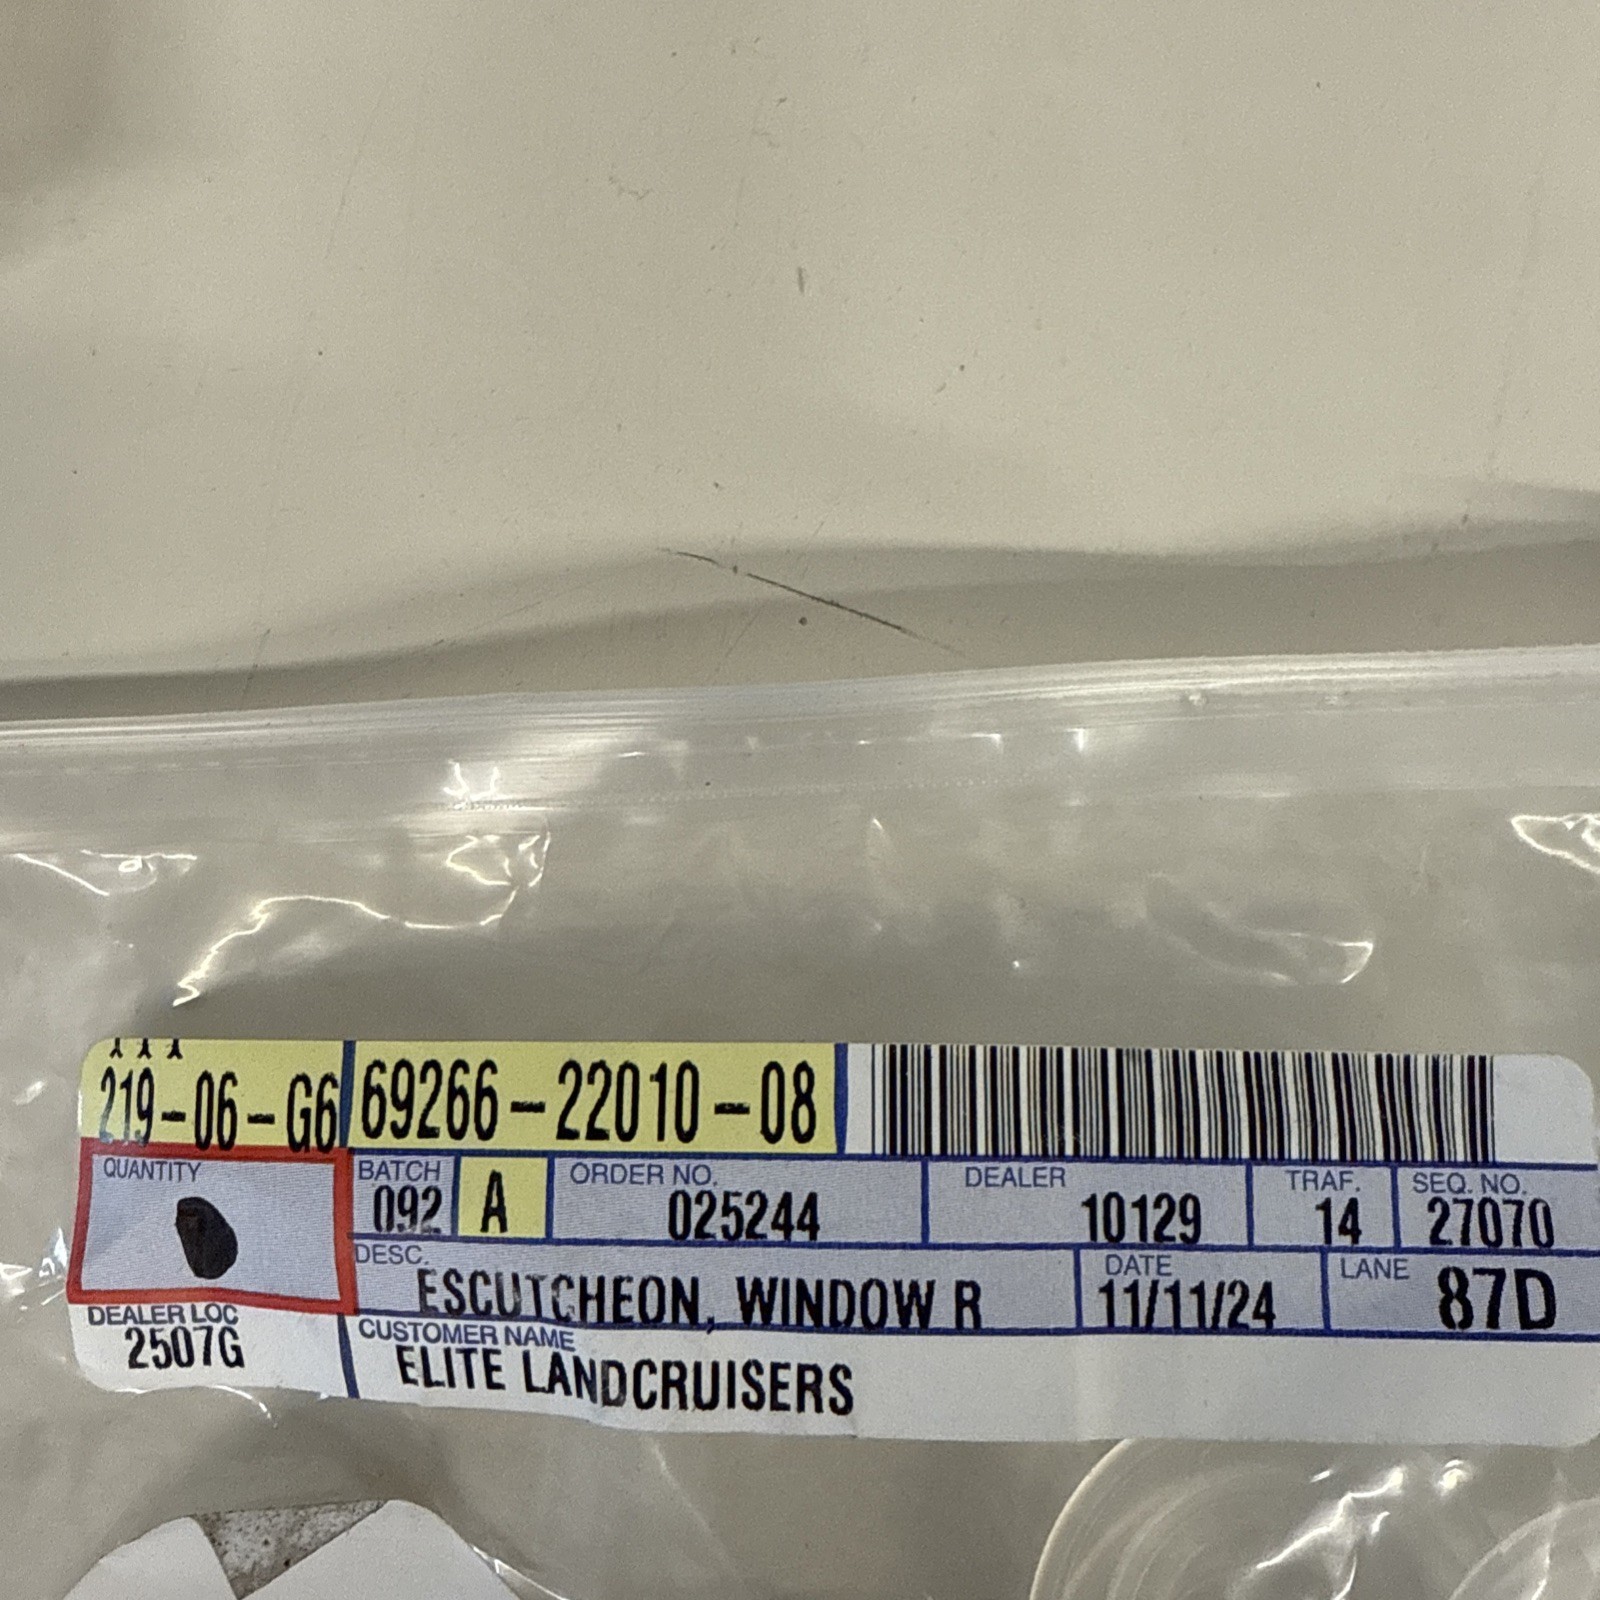 219-06-G6 69266-22010-08
QUANTITY BATCH 092 A ORDER NO. 025244 DEALER 10129 TRAF. 14 SEQ. NO. 27070
DESC. ESCUTCHEON, WINDOW R DATE 11/11/24 LANE 87D
DEALER LOC 2507G
CUSTOMER NAME ELITE LANDCRUISERS